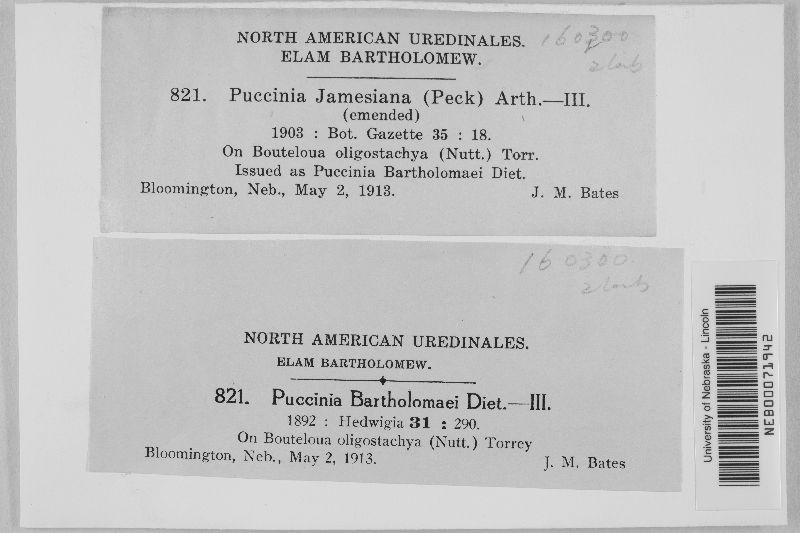 NORTH AMERICAN UREDINALES. 160300
ELAM BARTHOLOMEW.
821. Puccinia Jamesiana (Peck) Arth.—III.
(emended)
1903 : Bot. Gazette 35 : 18.
On Bouteloua oligostachya (Nutt.) Torr.
Issued as Puccinia Bartholomaei Diet.
Bloomington, Neb., May 2, 1913. J. M. Bates
160300
NORTH AMERICAN UREDINALES.
ELAM BARTHOLOMEW.
821. Puccinia Bartholomaei Diet.—III.
1892 : Hedwigia 31 : 290.
On Bouteloua oligostachya (Nutt.) Torrey
Bloomington, Neb., May 2, 1913. J. M. Bates
University of Nebraska - Lincoln
NEB00071942